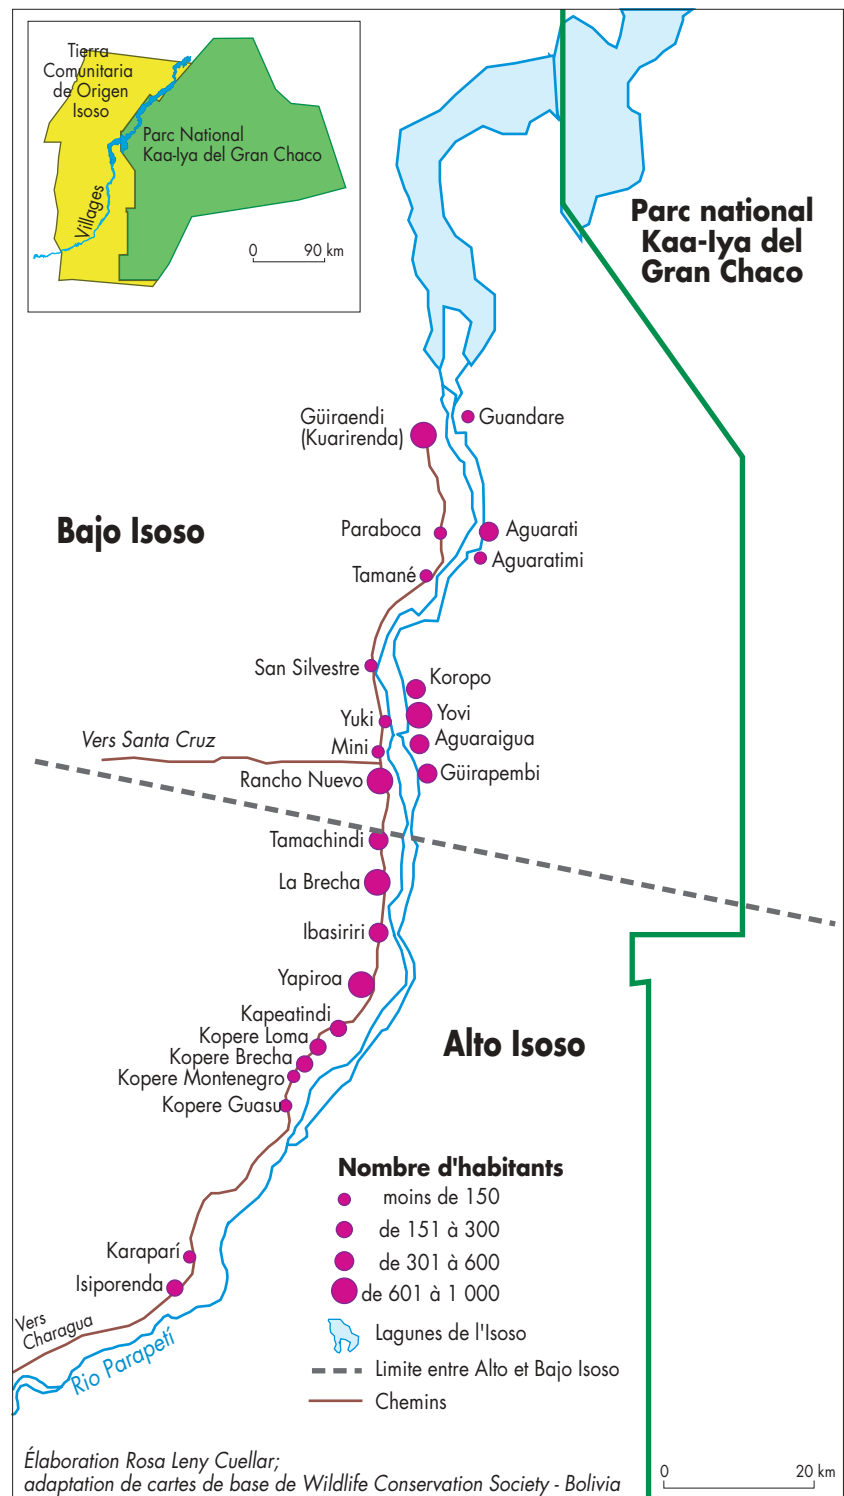 Tierra
Comunitaria
de Origen
Isoso
Parc National
Kaa-Iya del Gran Chaco
Villages
0 90 km
Parc national
Kaa-Iya del
Gran Chaco
Güiraendi
(Kuarirenda)
Guandare
Bajo Isoso
Paraboca
Aguarati
Aguaratimi
Tamané
San Silvestre
Koropo
Yuki
Yovi
Vers Santa Cruz
Mini
Aguaraigua
Rancho Nuevo
Güirapembi
Tamachindi
La Brecha
Ibasiriri
Yapiroa
Kapeatindi
Kopere Loma
Alto Isoso
Kopere Brecha
Kopere Montenegro
Kopere Guasu
Nombre d'habitants
moins de 150
de 151 à 300
de 301 à 600
de 601 à 1 000
Lagunes de l'Isoso
Limite entre Alto et Bajo Isoso
Chemins
Karaparí
Isiporenda
Vers
Charagua
Rio Parapetí
Élaboration Rosa Leny Cuellar;
adaptation de cartes de base de Wildlife Conservation Society - Bolivia
0 20 km